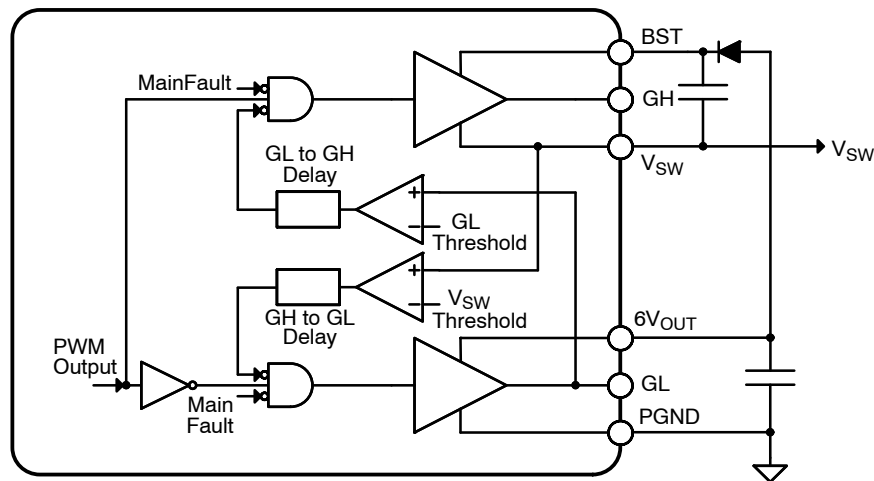 BST
MainFault
GH
V_SW
V_SW
GL to GH
Delay
+
−
GL
Threshold
+
−
V_SW
Threshold
GH to GL
Delay
6V_OUT
PWM
Output
GL
Main
Fault
PGND